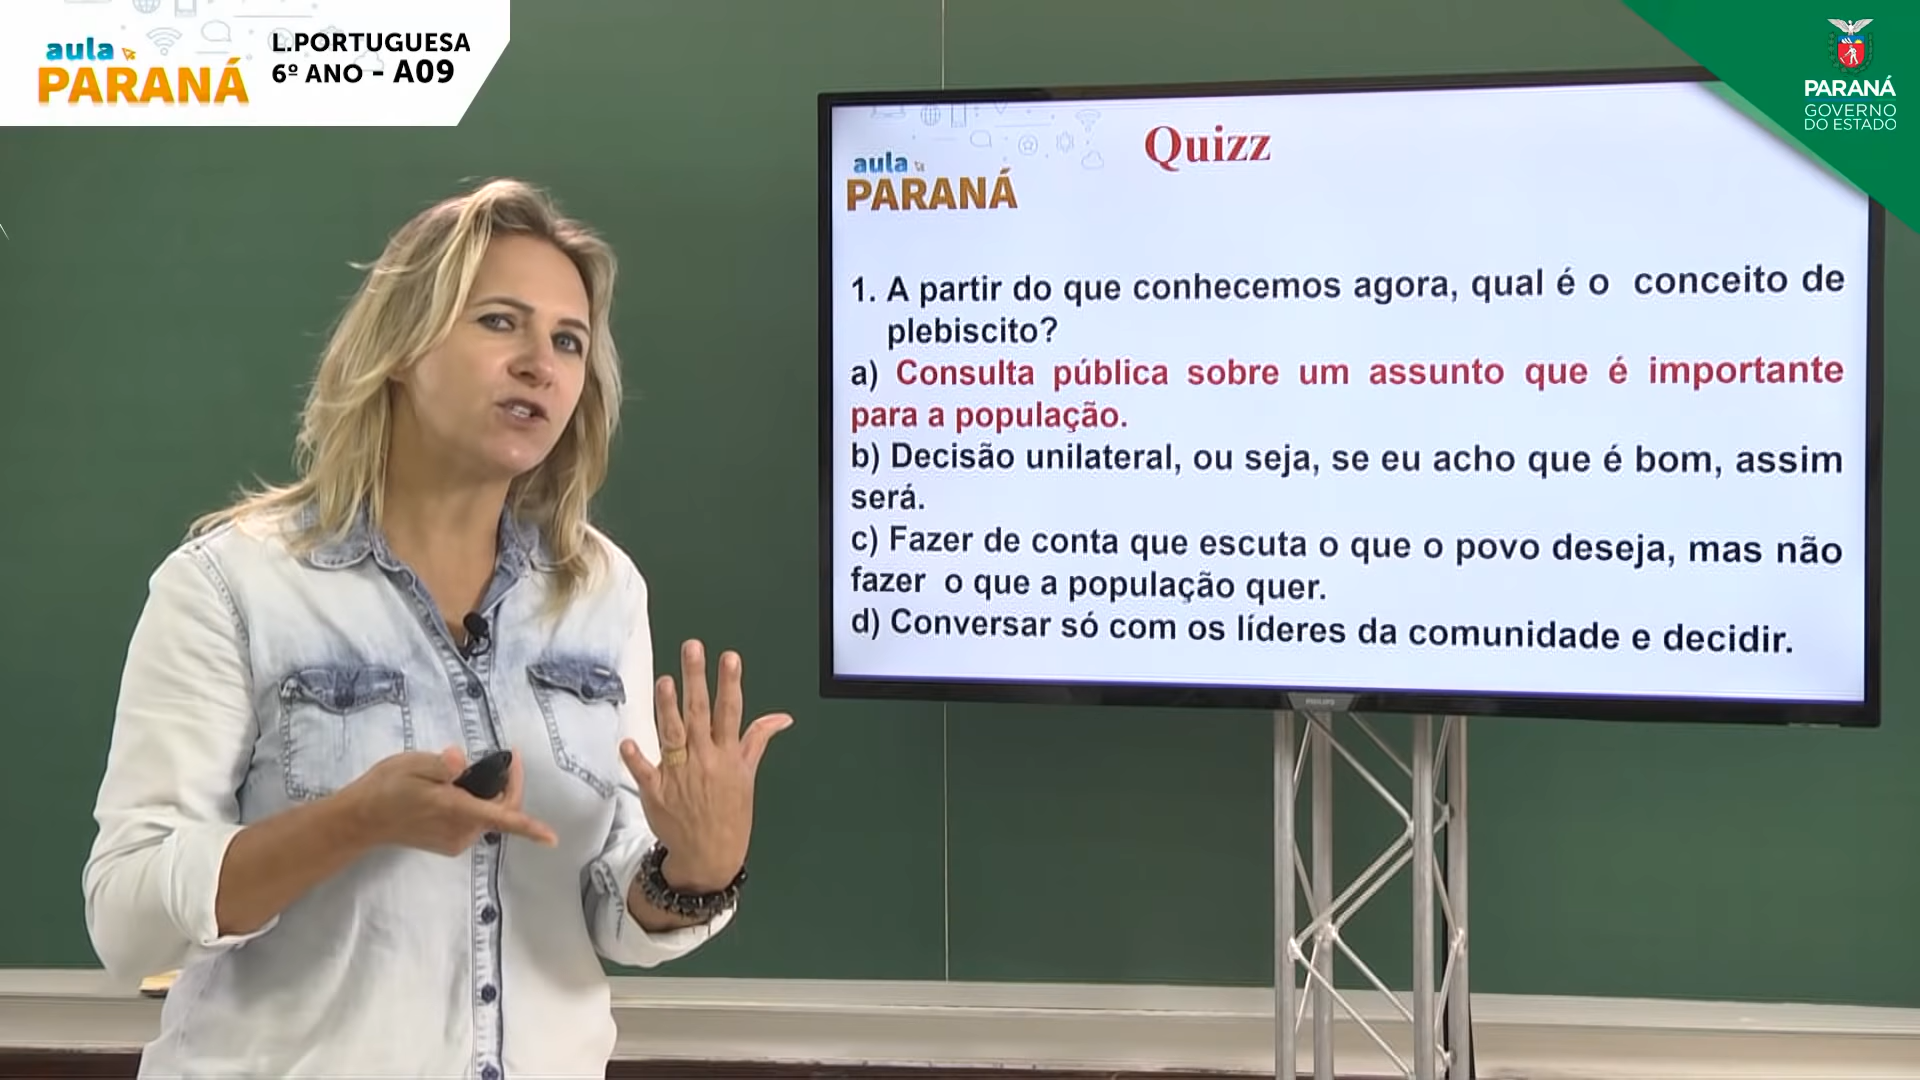 aula
PARANÁ
L.PORTUGUESA
6º ANO - A09
PARANÁ
GOVERNO
DO ESTADO
Quizz
aula
PARANÁ
1. A partir do que conhecemos agora, qual é o conceito de
plebiscito?
a) Consulta pública sobre um assunto que é importante
para a população.
b) Decisão unilateral, ou seja, se eu acho que é bom, assim
será.
c) Fazer de conta que escuta o que o povo deseja, mas não
fazer o que a população quer.
d) Conversar só com os líderes da comunidade e decidir.
PHILIPS